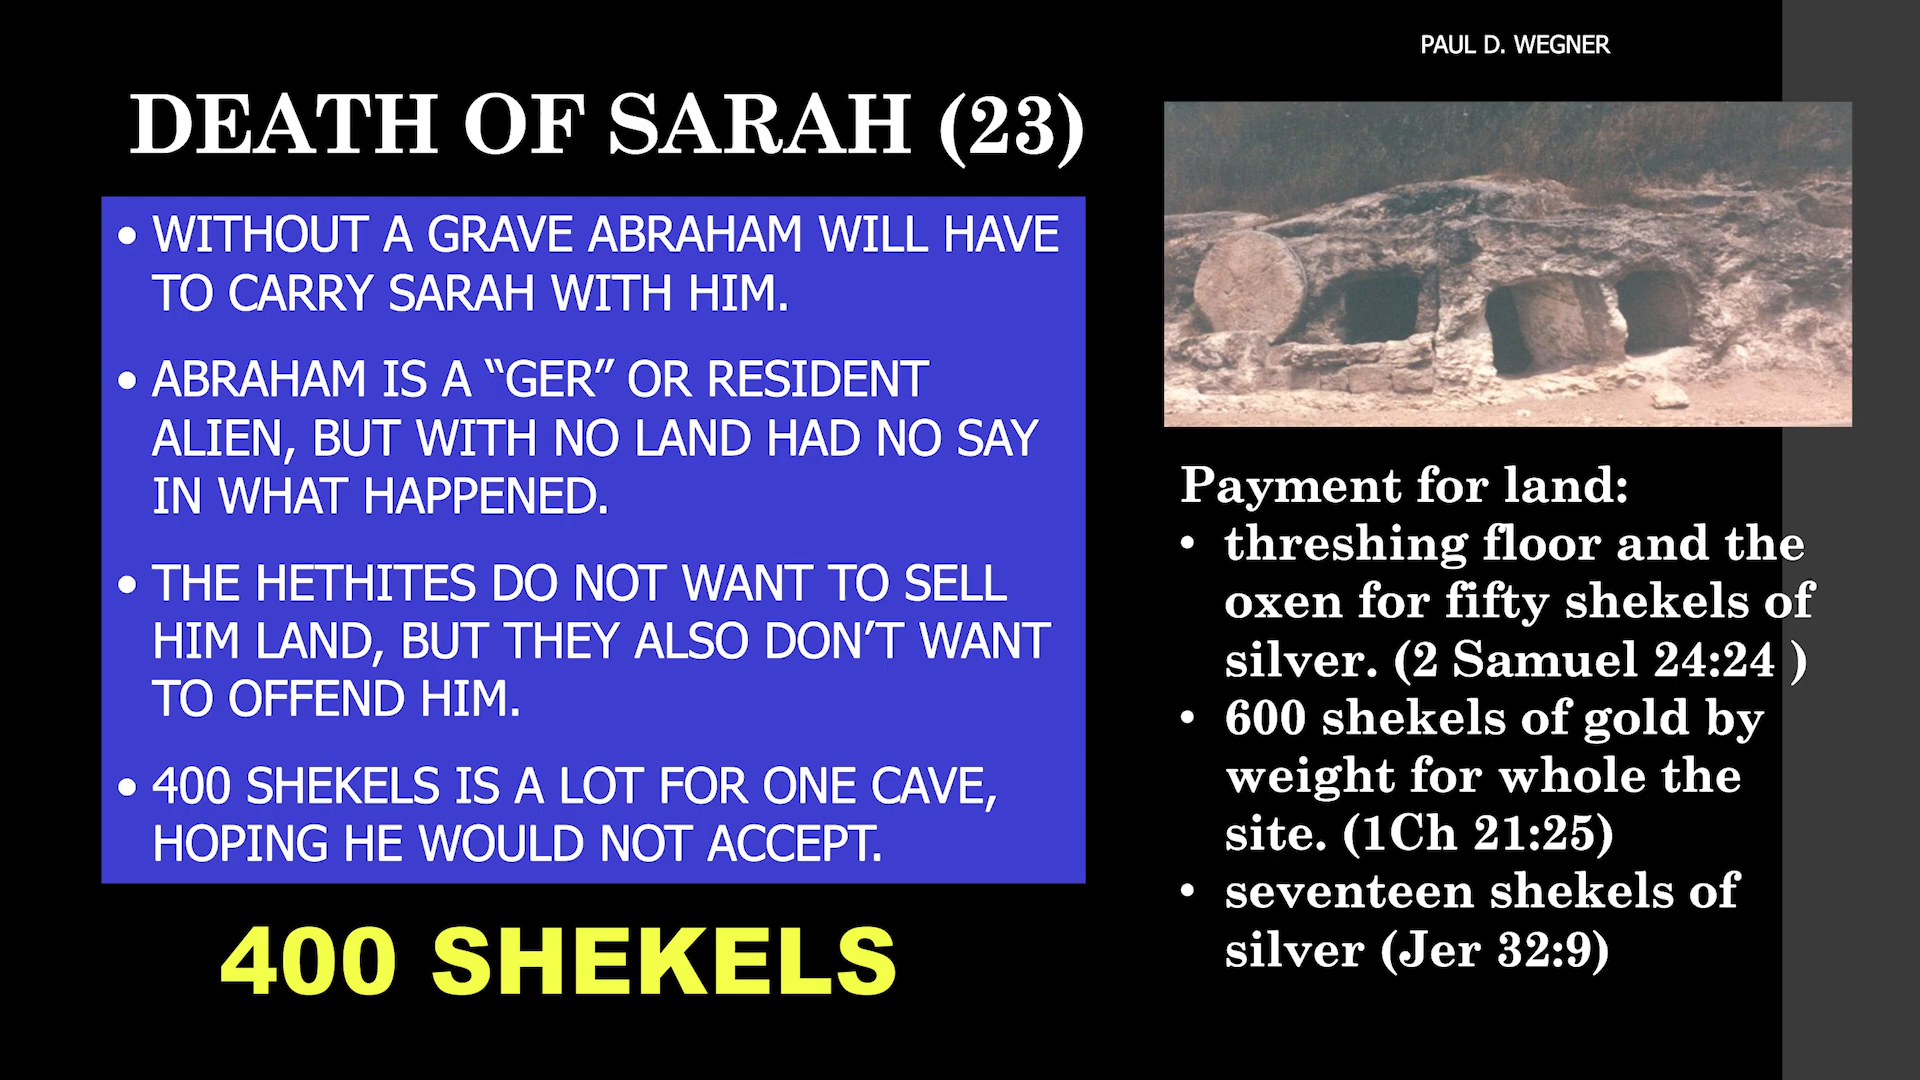 PAUL D. WEGNER
DEATH OF SARAH (23)
• WITHOUT A GRAVE ABRAHAM WILL HAVE
TO CARRY SARAH WITH HIM.
• ABRAHAM IS A “GER” OR RESIDENT
ALIEN, BUT WITH NO LAND HAD NO SAY
IN WHAT HAPPENED.
• THE HETHITES DO NOT WANT TO SELL
HIM LAND, BUT THEY ALSO DON’T WANT
TO OFFEND HIM.
• 400 SHEKELS IS A LOT FOR ONE CAVE,
HOPING HE WOULD NOT ACCEPT.
400 SHEKELS
Payment for land:
• threshing floor and the
oxen for fifty shekels of
silver. (2 Samuel 24:24 )
• 600 shekels of gold by
weight for whole the
site. (1Ch 21:25)
• seventeen shekels of
silver (Jer 32:9)